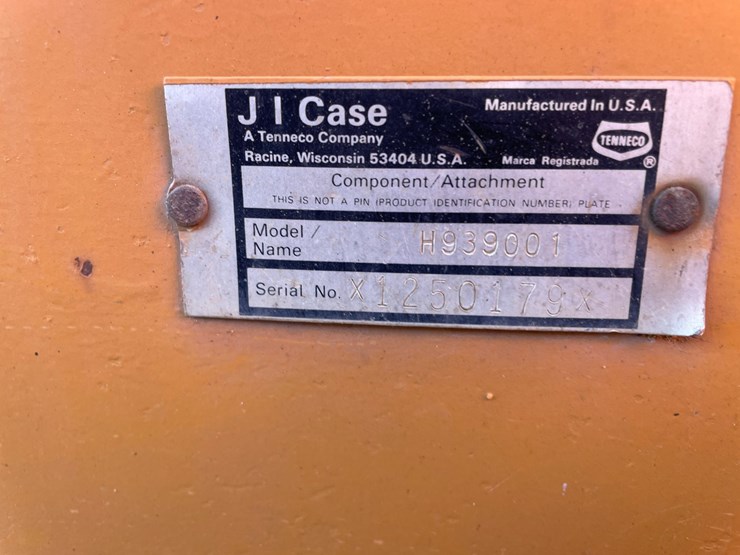 J I Case
Manufactured In U.S.A.
A Tenneco Company
TENNECO
Racine, Wisconsin 53404 U.S.A.
Marca Registrada ®
Component/Attachment
THIS IS NOT A PIN (PRODUCT IDENTIFICATION NUMBER) PLATE
Model / Name H939001
Serial No. X1250179X